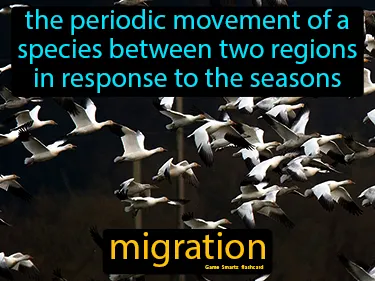 the periodic movement of a
species between two regions
in response to the seasons
migration
Game Smartz flashcard